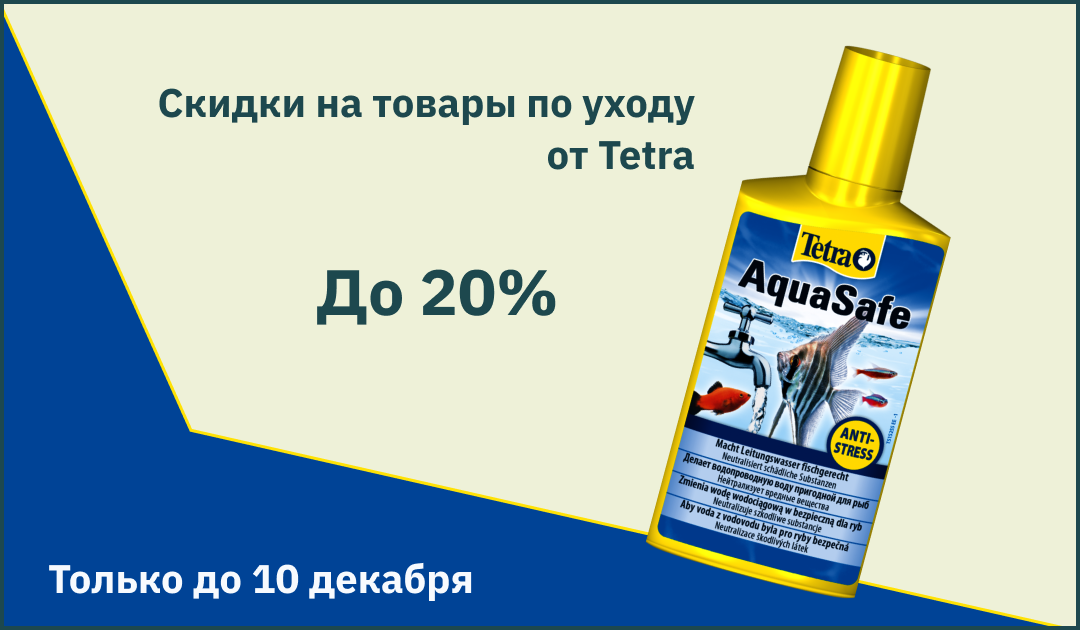 Скидки на товары по уходу
от Tetra
До 20%
Tetra
AquaSafe
ANTI-
STRESS
Macht Leitungswasser fischgerecht
Neutralisiert schädliche Substanzen
Делает водопроводную воду пригодной для рыб
Нейтрализует вредные вещества
Zmienia wodę wodociągową w bezpieczną dla ryb
Neutralizuje szkodliwe substancje
Aby voda z vodovodu byla pro ryby bezpečná
Neutralizace škodlivých látek
Только до 10 декабря